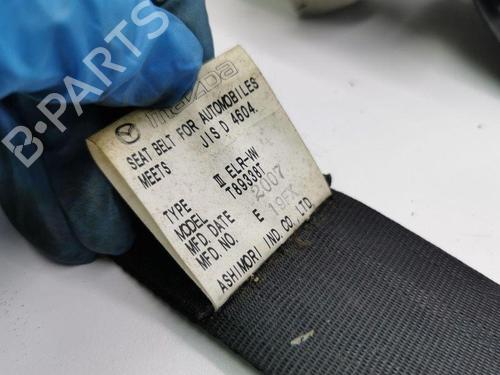 mazda
SEAT BELT FOR AUTOMOBILES
MEETS JIS D 4604.
TYPE III ELR-IW
MODEL T89338T
MFD. DATE 2007
MFD. NO. E 19FK
ASHIMORI IND. CO. LTD.
B-PARTS